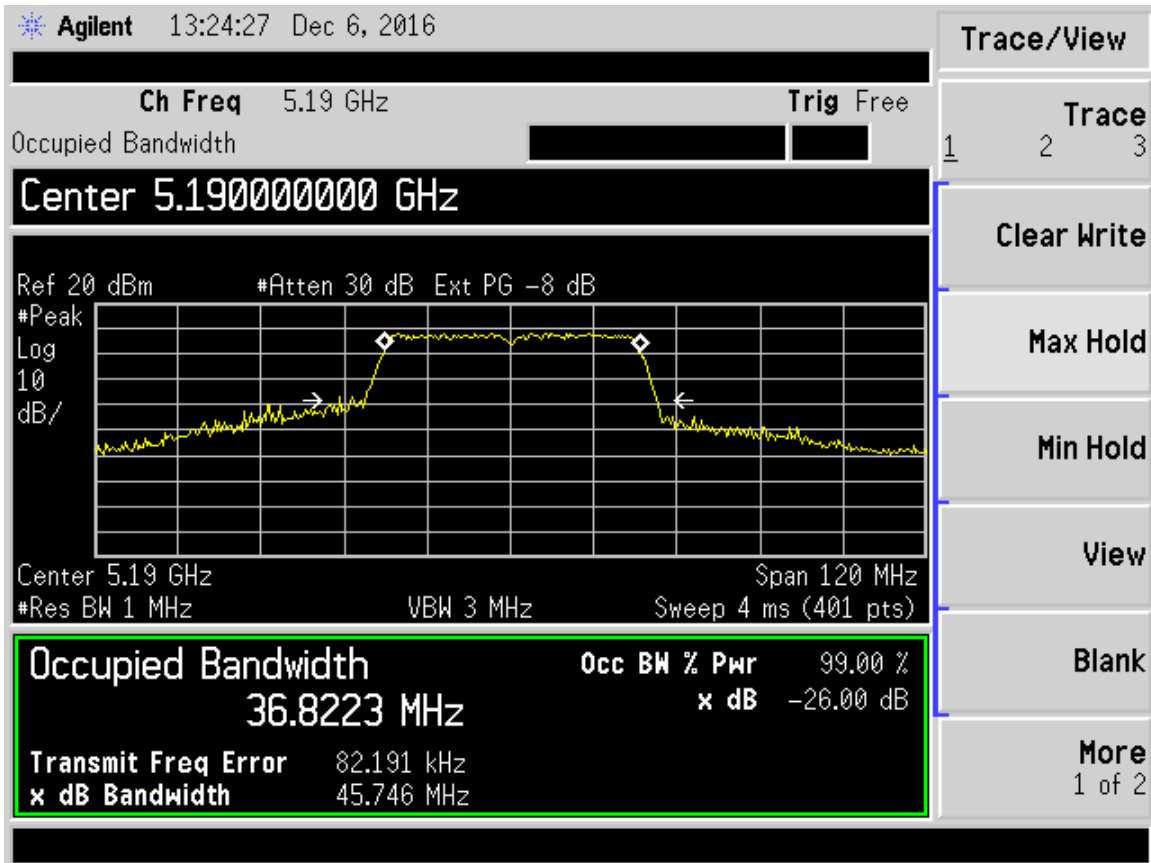 Agilent 13:24:27 Dec 6, 2016
Trace/View
Ch Freq 5.19 GHz Trig Free
Occupied Bandwidth
Center 5.190000000 GHz
Ref 20 dBm #Atten 30 dB Ext PG -8 dB
#Peak
Log
10
dB/
Center 5.19 GHz Span 120 MHz
#Res BW 1 MHz VBW 3 MHz Sweep 4 ms (401 pts)
Occupied Bandwidth
36.8223 MHz
Occ BW % Pwr 99.00 %
x dB -26.00 dB
Transmit Freq Error 82.191 kHz
x dB Bandwidth 45.746 MHz
Trace
1 2 3
Clear Write
Max Hold
Min Hold
View
Blank
More
1 of 2